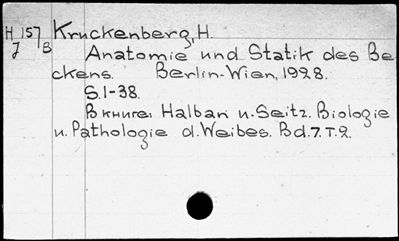 H 157 Kruckenberg, H.
J B Anatomie und Statik des Be
ckens. Berlin-Wien, 1928.
S. 1-38.
В книге: Halban u. Seitz. Biologie
u. Pathologie d. Weibes. Bd. 7. T. 2.